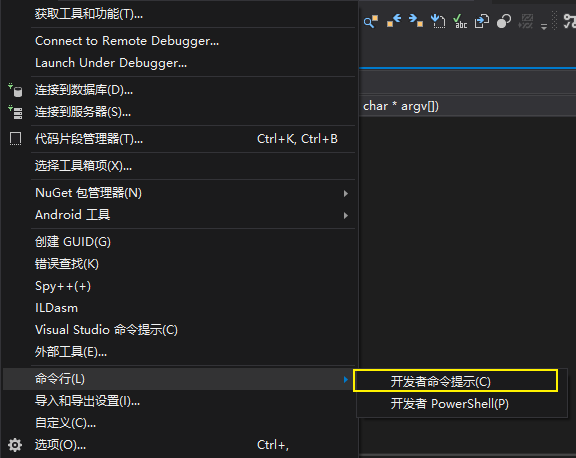 获取工具和功能(T)...
Connect to Remote Debugger...
Launch Under Debugger...
连接到数据库(D)...
连接到服务器(S)...
char * argv[])
代码片段管理器(T)... Ctrl+K, Ctrl+B
选择工具箱项(X)...
NuGet 包管理器(N)
Android 工具
创建 GUID(G)
错误查找(K)
Spy++(+)
ILDasm
Visual Studio 命令提示(C)
外部工具(E)...
命令行(L)
开发者命令提示(C)
开发者 PowerShell(P)
导入和导出设置(I)...
自定义(C)...
选项(O)... Ctrl+,
abc